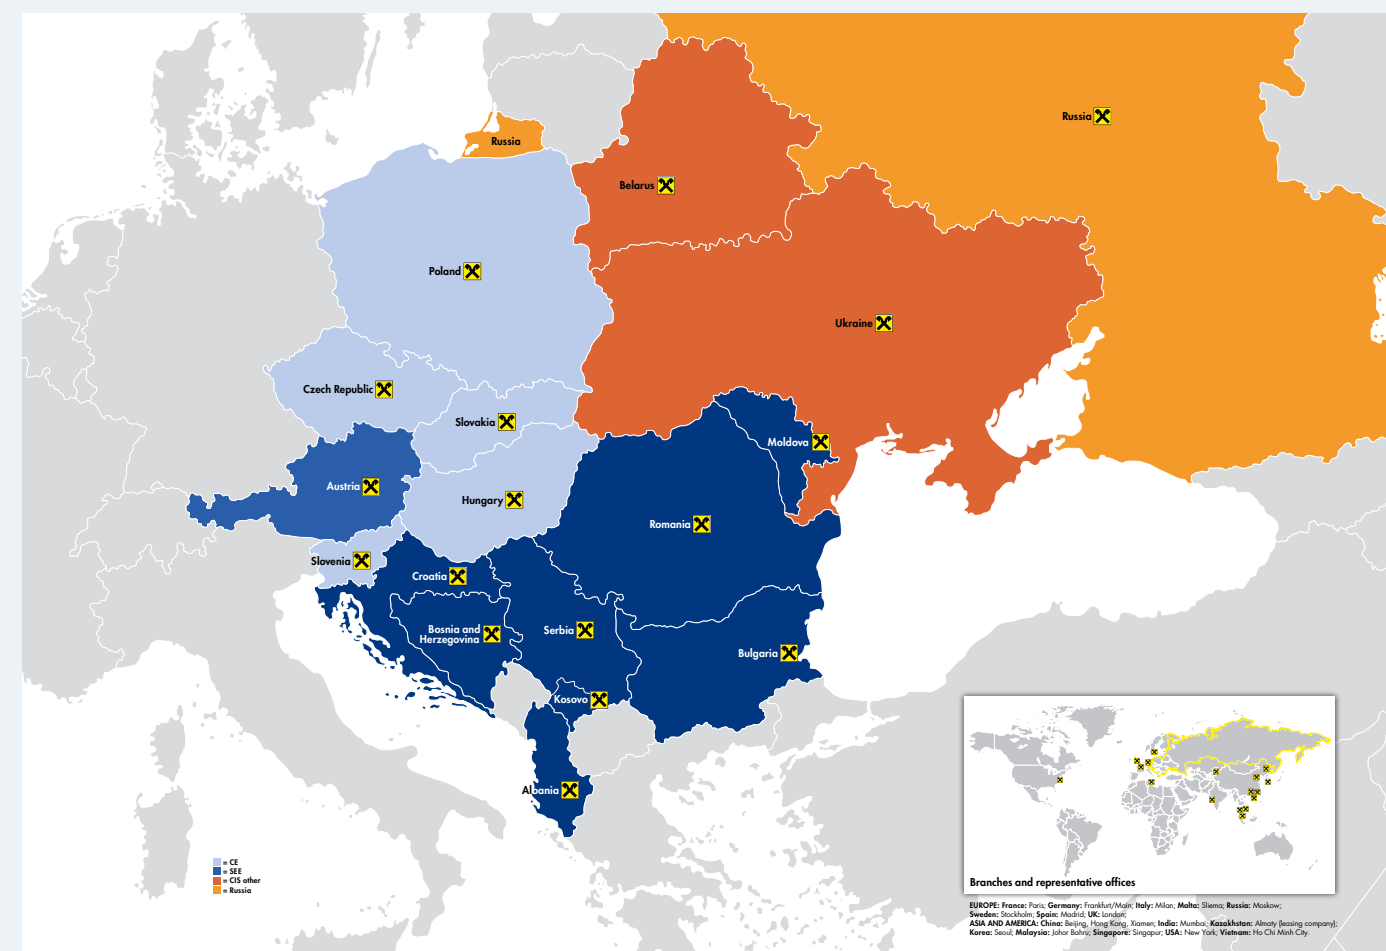 Russia
Russia
Belarus
Poland
Ukraine
Czech Republic
Slovakia
Moldova
Austria
Hungary
Romania
Slovenia
Croatia
Bosnia and
Herzegovina
Serbia
Bulgaria
Kosovo
Albania
= CE
= SEE
= CIS other
= Russia
Branches and representative offices
EUROPE: France: Paris; Germany: Frankfurt/Main; Italy: Milan; Malta: Sliema; Russia: Moskow;
Sweden: Stockholm; Spain: Madrid; UK: London;
ASIA AND AMERICA: China: Beijing, Hong Kong, Xiamen; India: Mumbai; Kazakhstan: Almaty (leasing company);
Korea: Seoul; Malaysia: Johor Bahru; Singapore: Singapur; USA: New York; Vietnam: Ho Chi Minh City.